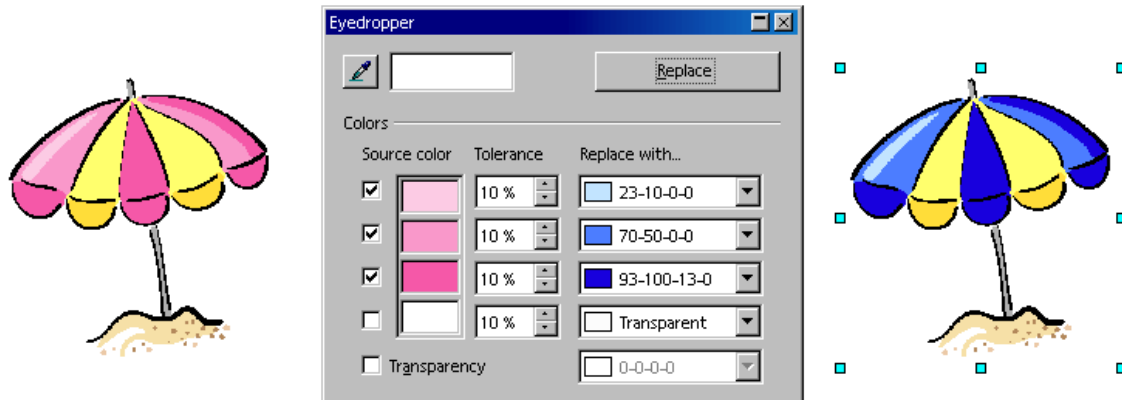 Eyedropper
Replace
Colors
Source color Tolerance Replace with...
10 % 23-10-0-0
10 % 70-50-0-0
10 % 93-100-13-0
10 % Transparent
Transparency 0-0-0-0